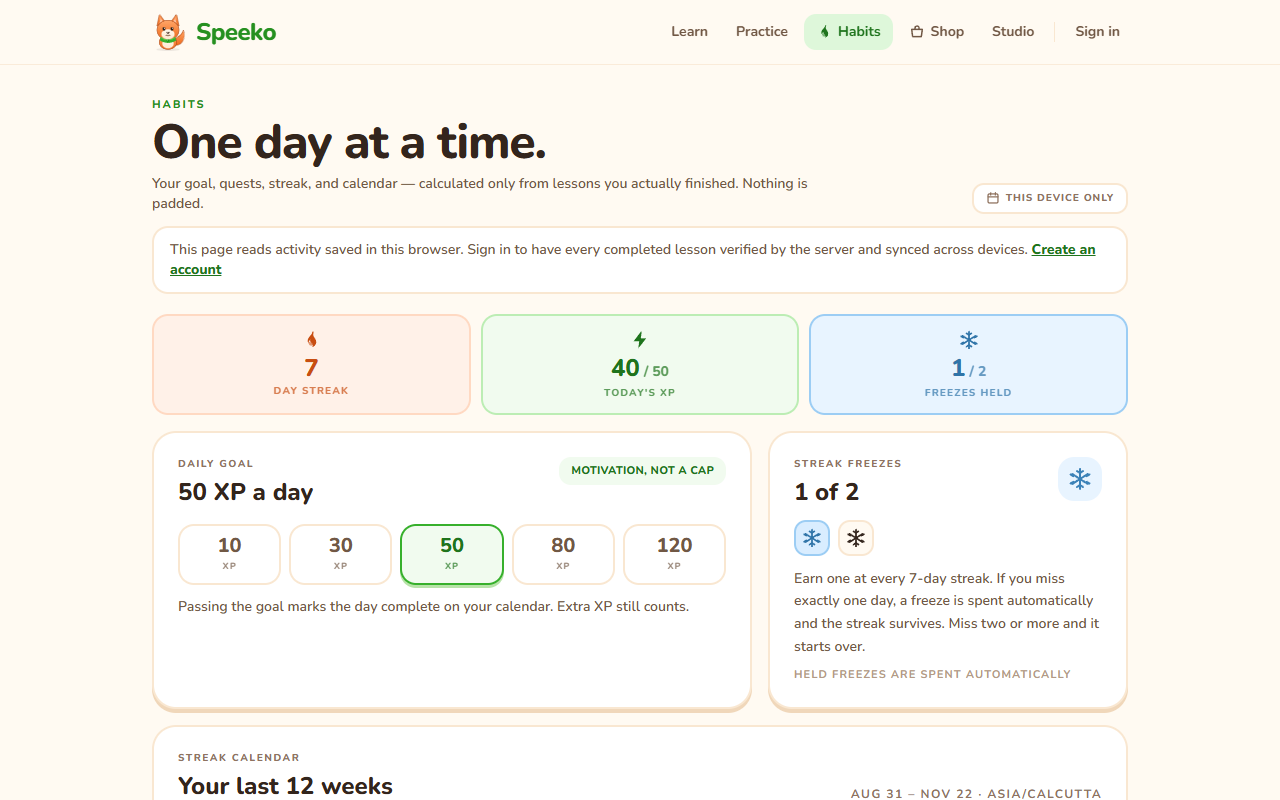 Speeko
Learn
Practice
Habits
Shop
Studio
Sign in
HABITS
One day at a time.
Your goal, quests, streak, and calendar — calculated only from lessons you actually finished. Nothing is
padded.
THIS DEVICE ONLY
This page reads activity saved in this browser. Sign in to have every completed lesson verified by the server and synced across devices. Create an
account
7
DAY STREAK
40 / 50
TODAY'S XP
1 / 2
FREEZES HELD
DAILY GOAL
50 XP a day
MOTIVATION, NOT A CAP
10
XP
30
XP
50
XP
80
XP
120
XP
Passing the goal marks the day complete on your calendar. Extra XP still counts.
STREAK FREEZES
1 of 2
Earn one at every 7-day streak. If you miss
exactly one day, a freeze is spent automatically
and the streak survives. Miss two or more and it
starts over.
HELD FREEZES ARE SPENT AUTOMATICALLY
STREAK CALENDAR
Your last 12 weeks
AUG 31 – NOV 22 · ASIA/CALCUTTA